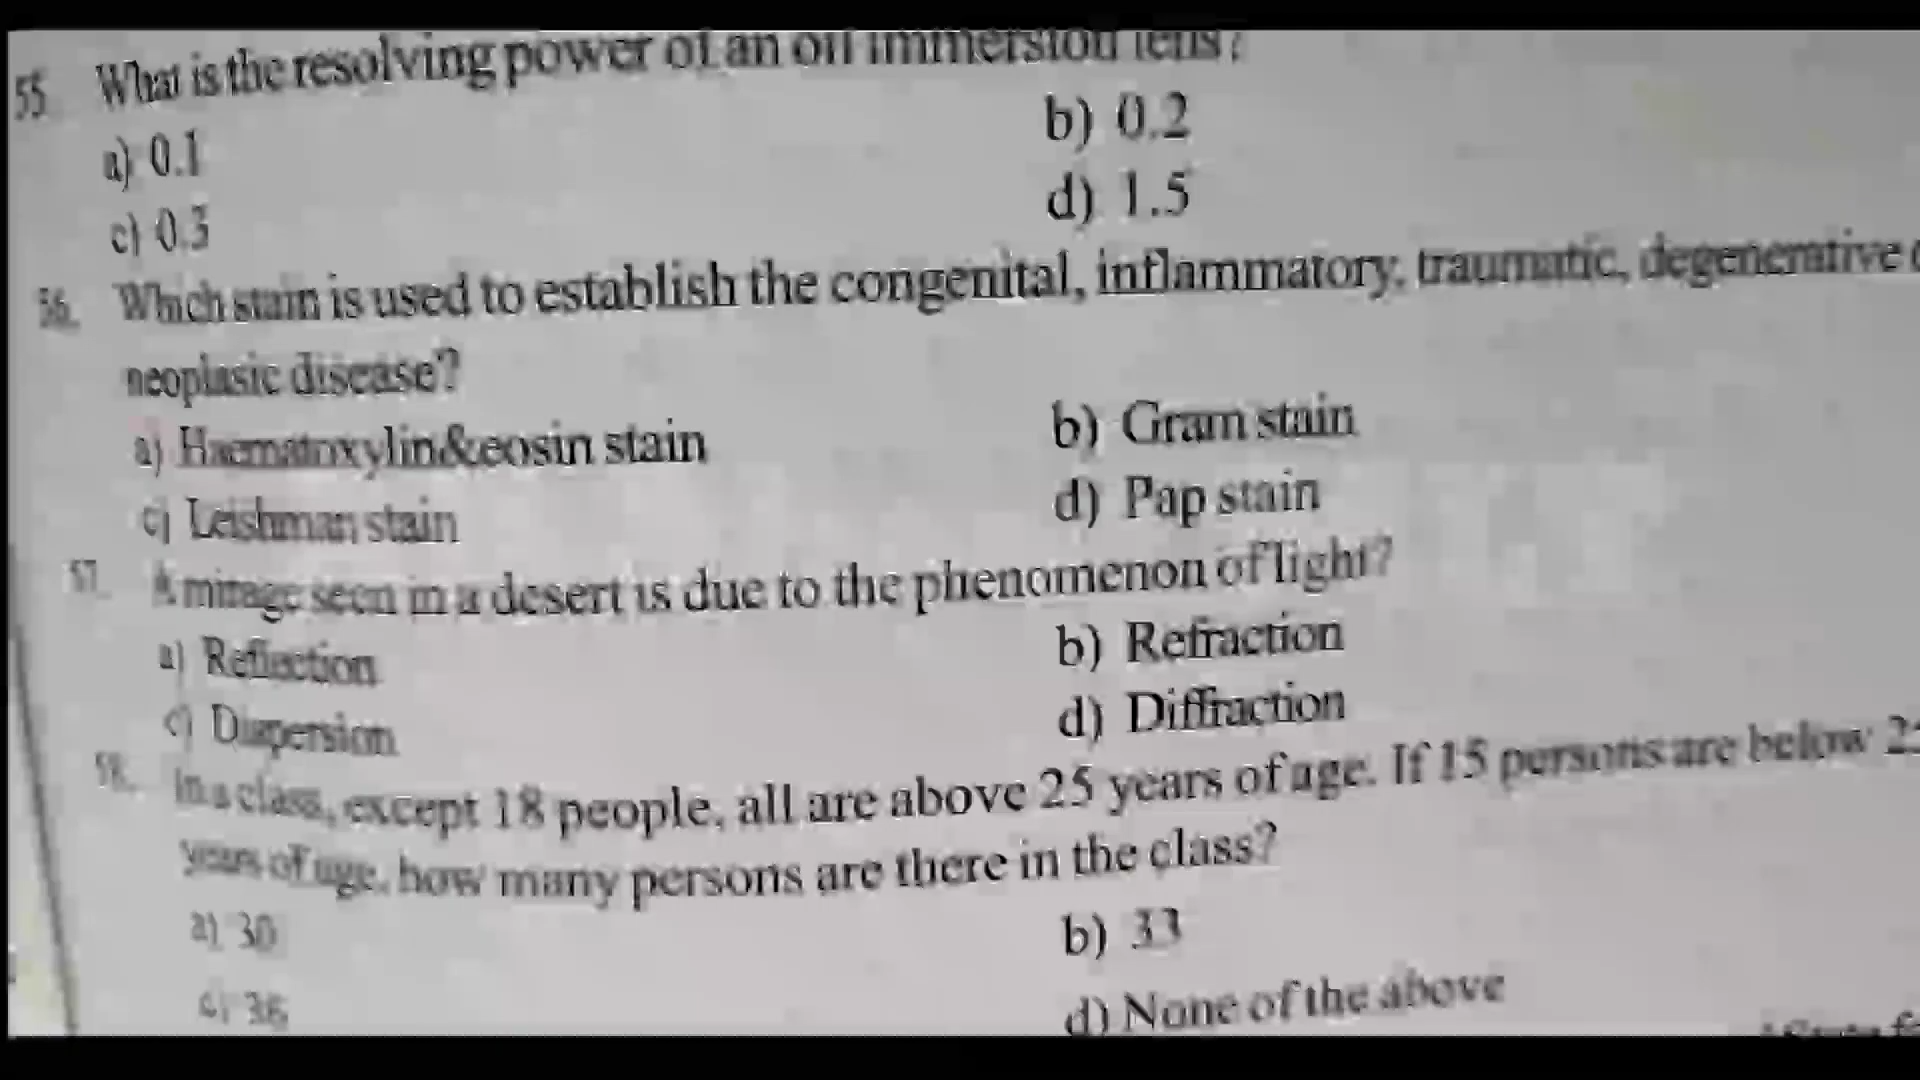 55. What is the resolving power of an oil immersion lens?
a) 0.1
b) 0.2
c) 0.3
d) 1.5
56. Which stain is used to establish the congenital, inflammatory, traumatic, degenerative
neoplasic disease?
a) Haematoxylin&eosin stain
b) Gram stain
c) Leishman stain
d) Pap stain
57. A mirage seen in a desert is due to the phenomenon of light?
a) Reflection
b) Refraction
c) Dispersion
d) Diffraction
58. In a class, except 18 people, all are above 25 years of age. If 15 persons are below
years of age, how many persons are there in the class?
a) 30
b) 33
c) 36
d) None of the above